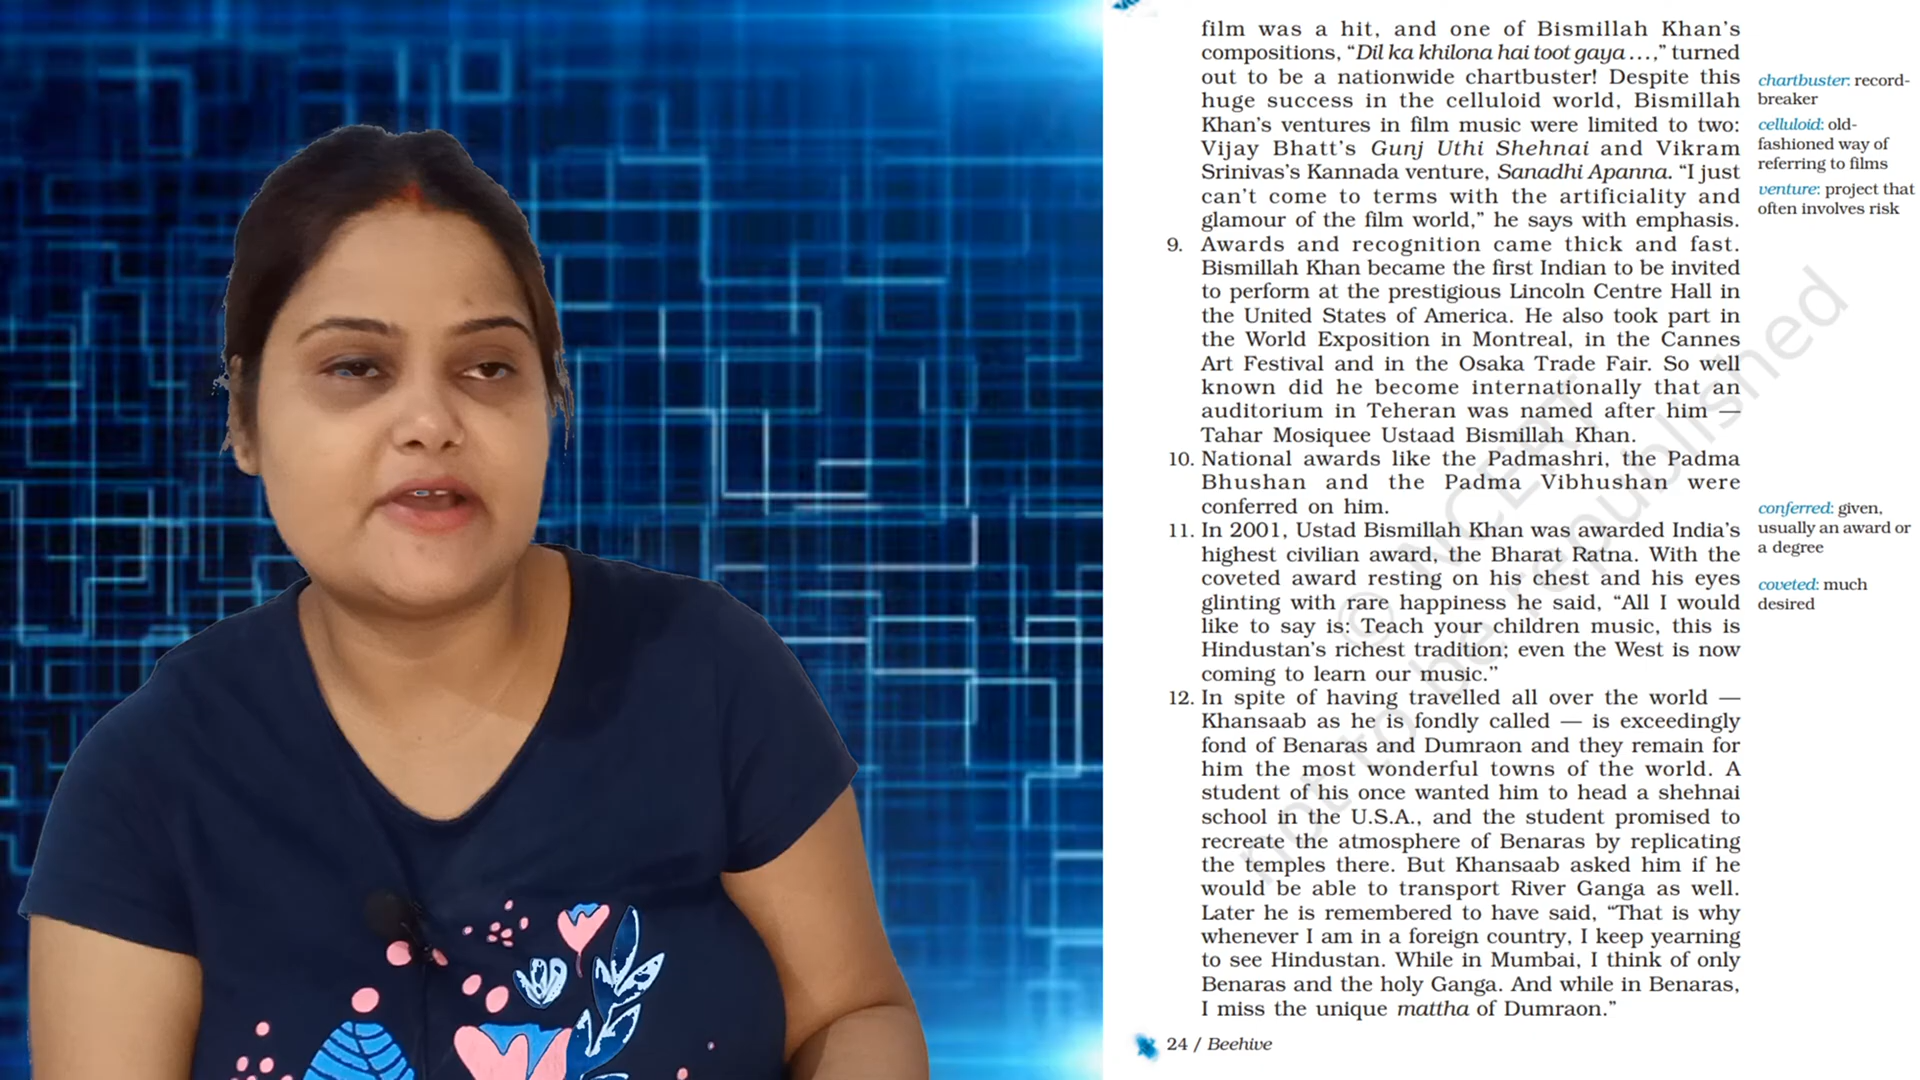 film was a hit, and one of Bismillah Khan's
compositions, “Dil ka khilona hai toot gaya ...,” turned
out to be a nationwide chartbuster! Despite this
huge success in the celluloid world, Bismillah
Khan's ventures in film music were limited to two:
Vijay Bhatt's Gunj Uthi Shehnai and Vikram
Srinivas's Kannada venture, Sanadhi Apanna. “I just
can't come to terms with the artificiality and
glamour of the film world,” he says with emphasis.
9. Awards and recognition came thick and fast.
Bismillah Khan became the first Indian to be invited
to perform at the prestigious Lincoln Centre Hall in
the United States of America. He also took part in
the World Exposition in Montreal, in the Cannes
Art Festival and in the Osaka Trade Fair. So well
known did he become internationally that an
auditorium in Teheran was named after him —
Tahar Mosiquee Ustaad Bismillah Khan.
10. National awards like the Padmashri, the Padma
Bhushan and the Padma Vibhushan were
conferred on him.
11. In 2001, Ustad Bismillah Khan was awarded India's
highest civilian award, the Bharat Ratna. With the
coveted award resting on his chest and his eyes
glinting with rare happiness he said, “All I would
like to say is: Teach your children music, this is
Hindustan's richest tradition; even the West is now
coming to learn our music.”
12. In spite of having travelled all over the world —
Khansaab as he is fondly called — is exceedingly
fond of Benaras and Dumraon and they remain for
him the most wonderful towns of the world. A
student of his once wanted him to head a shehnai
school in the U.S.A., and the student promised to
recreate the atmosphere of Benaras by replicating
the temples there. But Khansaab asked him if he
would be able to transport River Ganga as well.
Later he is remembered to have said, “That is why
whenever I am in a foreign country, I keep yearning
to see Hindustan. While in Mumbai, I think of only
Benaras and the holy Ganga. And while in Benaras,
I miss the unique mattha of Dumraon.”
chartbuster: record-
breaker
celluloid: old-
fashioned way of
referring to films
venture: project that
often involves risk
conferred: given,
usually an award or
a degree
coveted: much
desired
24 / Beehive
© NCERT
not to be republished